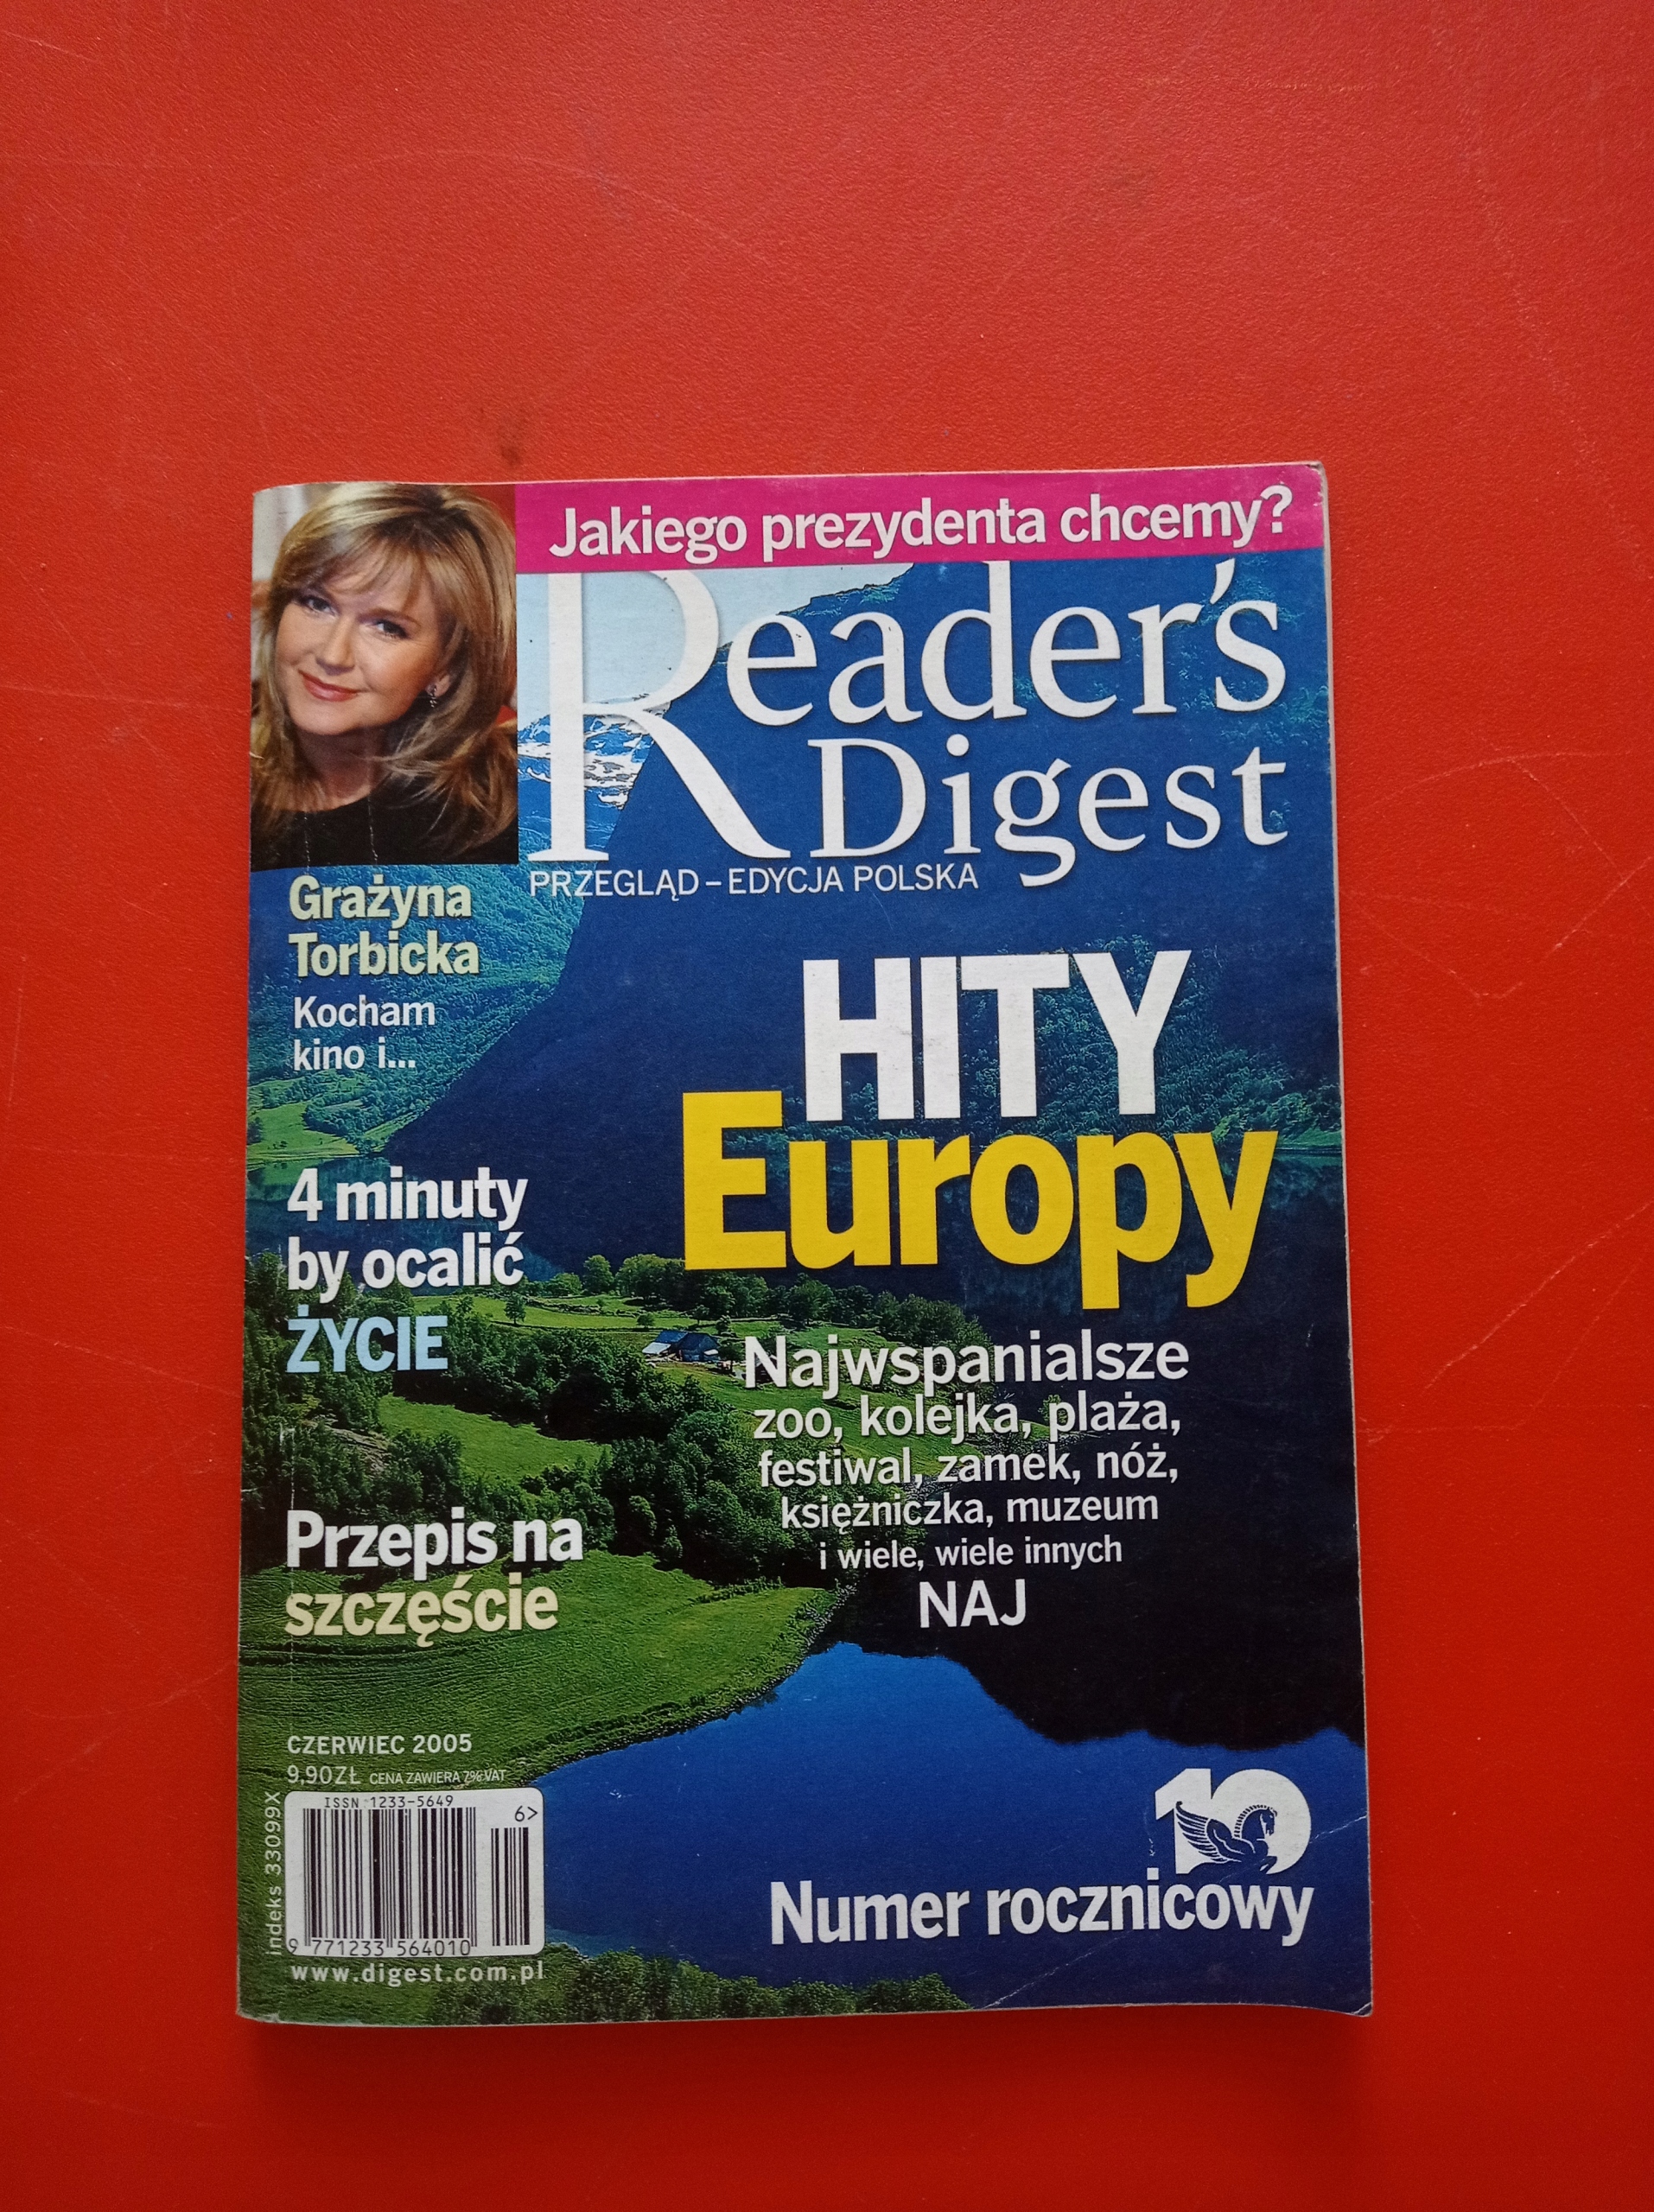 Jakiego prezydenta chcemy?
Reader's
Digest
PRZEGLĄD – EDYCJA POLSKA
Grażyna
Torbicka
Kocham
kino i...
HITY
Europy
4 minuty
by ocalić
ŻYCIE
Najwspanialsze
zoo, kolejka, plaża,
festiwal, zamek, nóż,
księżniczka, muzeum
i wiele, wiele innych
NAJ
Przepis na
szczęście
CZERWIEC 2005
9,90ZŁ CENA ZAWIERA 7% VAT
ISSN 1233-5649
6>
indeks 33099X
9 771233 564010
www.digest.com.pl
10
Numer rocznicowy